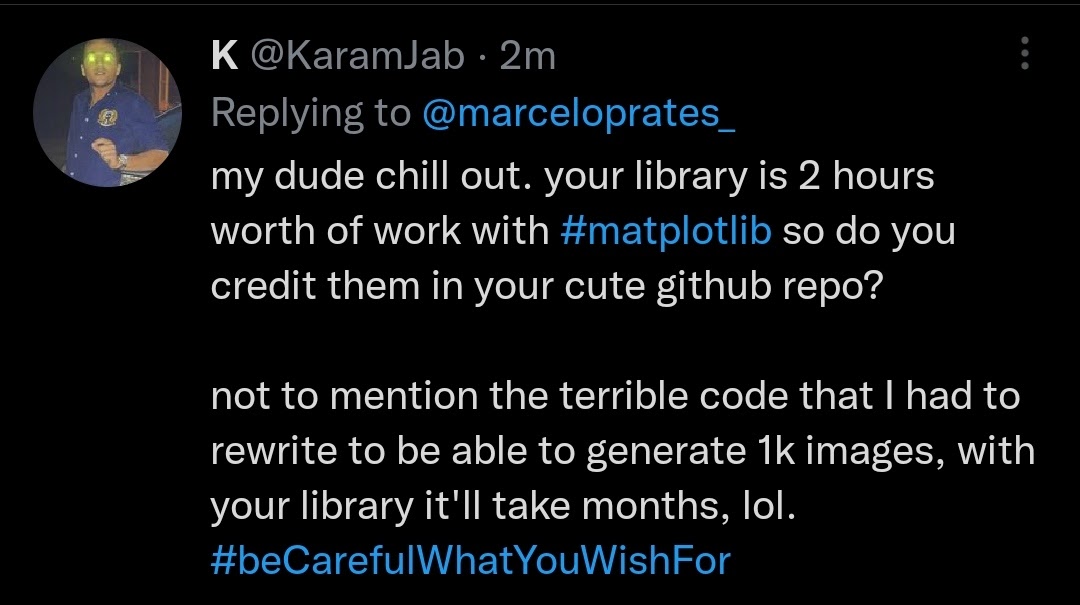 K @KaramJab · 2m
Replying to @marceloprates_
my dude chill out. your library is 2 hours
worth of work with #matplotlib so do you
credit them in your cute github repo?
not to mention the terrible code that I had to
rewrite to be able to generate 1k images, with
your library it'll take months, lol.
#beCarefulWhatYouWishFor